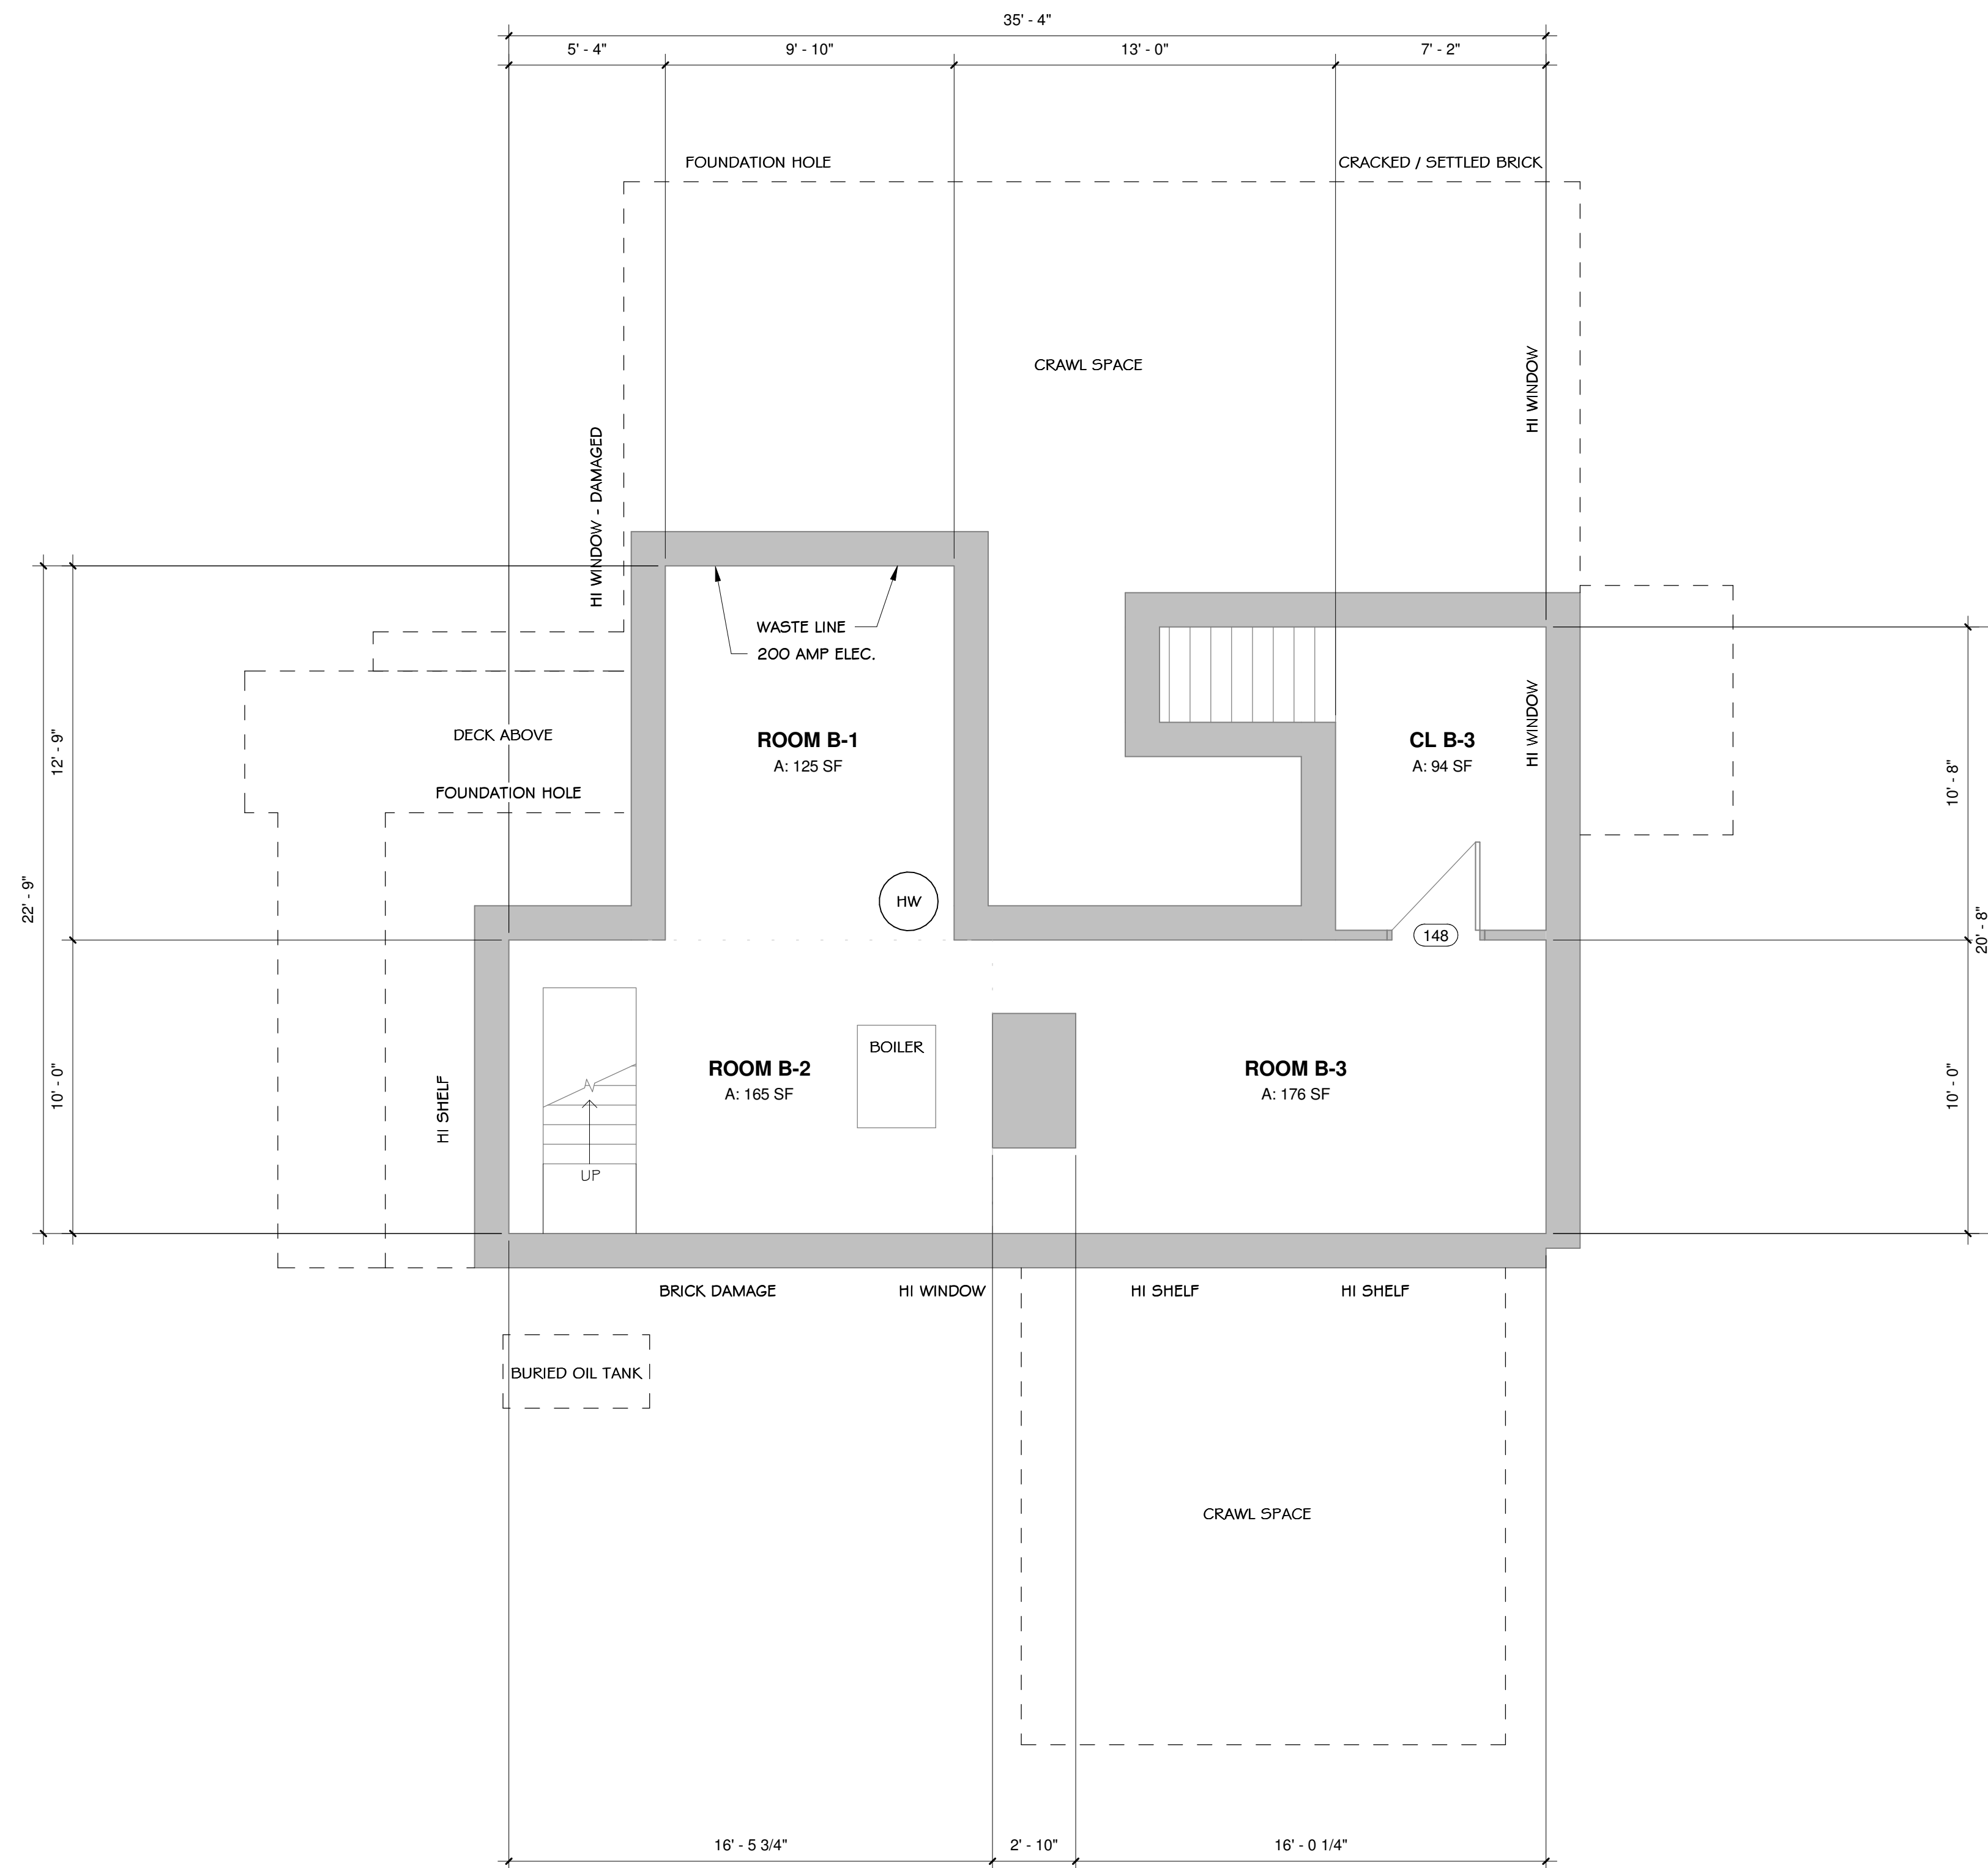 35' - 4"
5' - 4"
9' - 10"
13' - 0"
7' - 2"
FOUNDATION HOLE
CRACKED / SETTLED BRICK
CRAWL SPACE
HI WINDOW
HI WINDOW - DAMAGED
WASTE LINE
200 AMP ELEC.
DECK ABOVE
ROOM B-1
A: 125 SF
CL B-3
A: 94 SF
HI WINDOW
12' - 9"
10' - 8"
FOUNDATION HOLE
22' - 9"
HW
148
20' - 8"
BOILER
ROOM B-2
A: 165 SF
ROOM B-3
A: 176 SF
10' - 0"
10' - 0"
HI SHELF
UP
BRICK DAMAGE
HI WINDOW
HI SHELF
HI SHELF
BURIED OIL TANK
CRAWL SPACE
16' - 5 3/4"
2' - 10"
16' - 0 1/4"